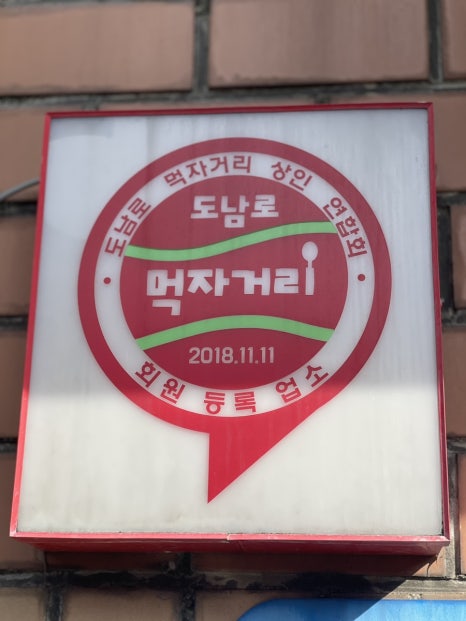 도남로 먹자거리 상인 연합회
도남로
먹자거리
2018.11.11
회원 등록 업소